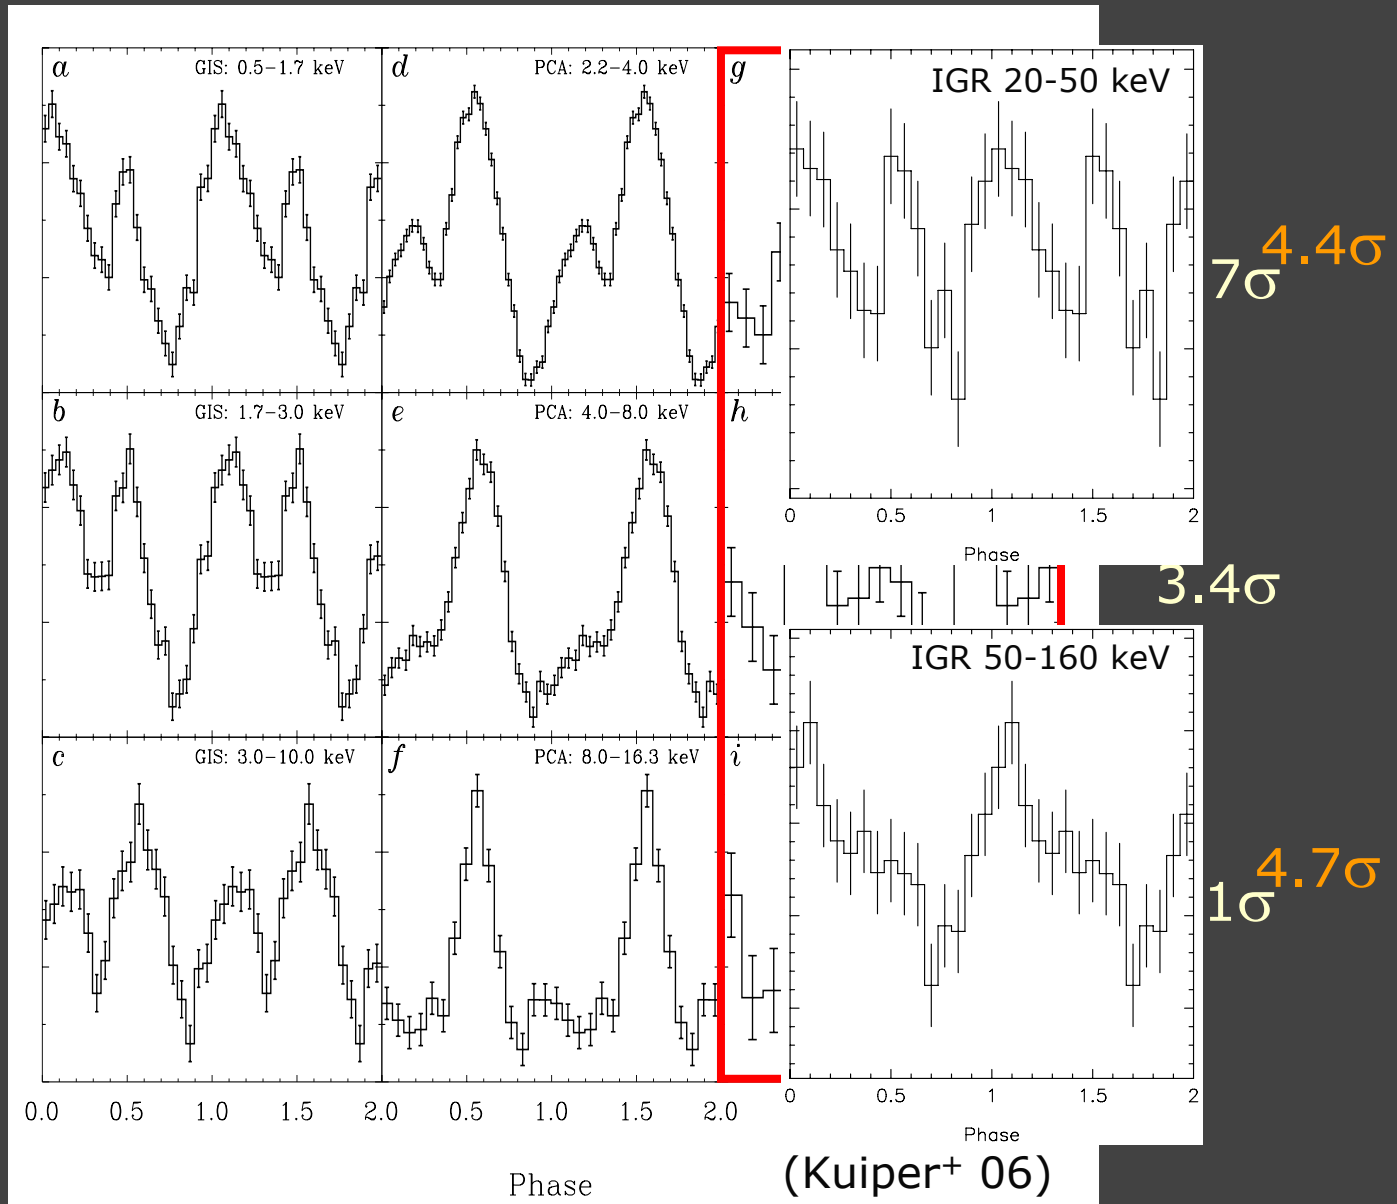 a GIS: 0.5−1.7 keV
d PCA: 2.2−4.0 keV
g
IGR 20-50 keV
7σ
4.4σ
0 0.5 1 1.5 2
Phase
b GIS: 1.7−3.0 keV
e PCA: 4.0−8.0 keV
h
3.4σ
IGR 50-160 keV
1σ
4.7σ
0 0.5 1 1.5 2
Phase
c GIS: 3.0−10.0 keV
f PCA: 8.0−16.3 keV
i
0.0 0.5 1.0 1.5 2.0 0.5 1.0 1.5 2.0
Phase
(Kuiper⁺ 06)